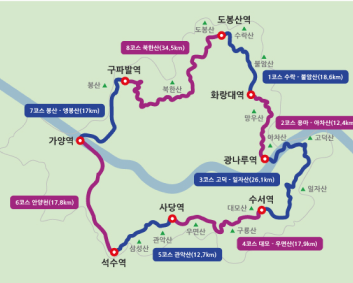 도봉산역
도봉산
수락산
8코스 북한산(34,5km)
구파발역
불암산
봉산
북한산
1코스 수락 · 불암산(18,6km)
화랑대역
7코스 봉산 · 앵봉산(17km)
망우산
2코스 용마 · 아차산(12,4km
가양역
아차산
고덕산
광나루역
3코스 고덕 · 일자산(26,1km)
일자산
6코스 안양천(17,8km)
수서역
사당역
대모산
우면산
구룡산
4코스 대모 · 우면산(17,9km)
관악산
삼성산
석수역
5코스 관악산(12,7km)